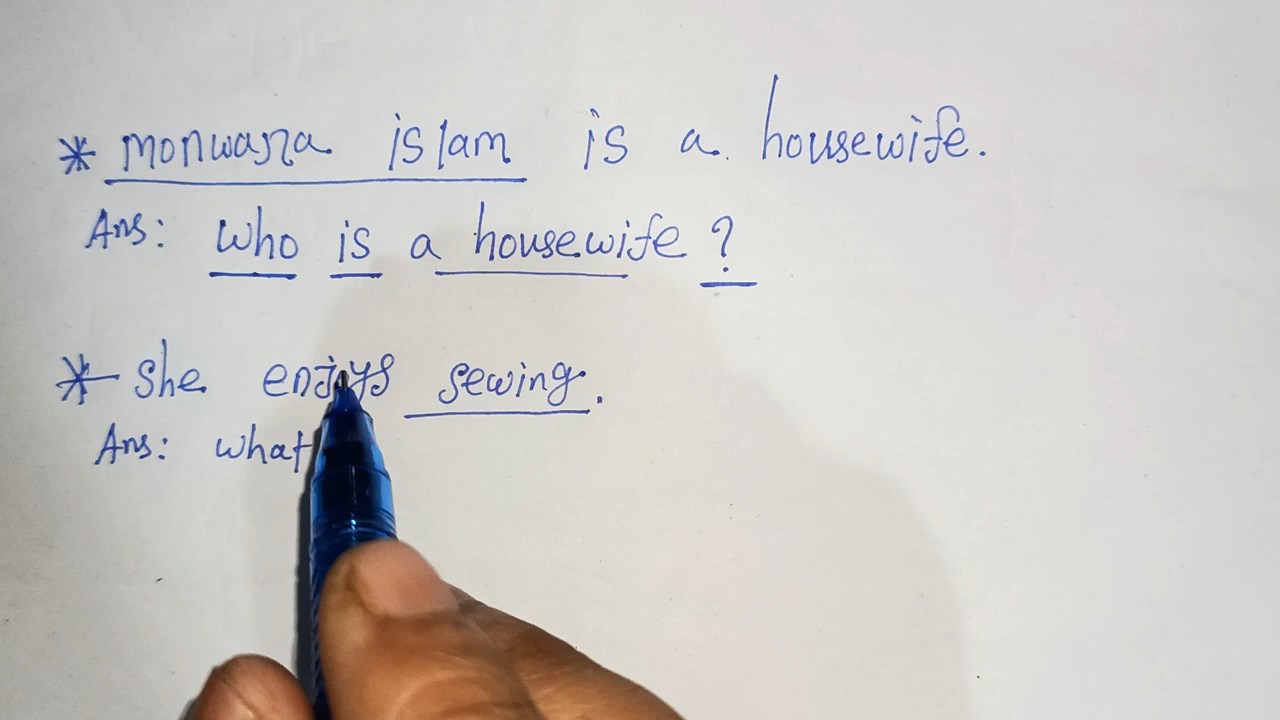 * monwara islam is a housewife.
Ans: who is a housewife ?
* she enjoys sewing.
Ans: what